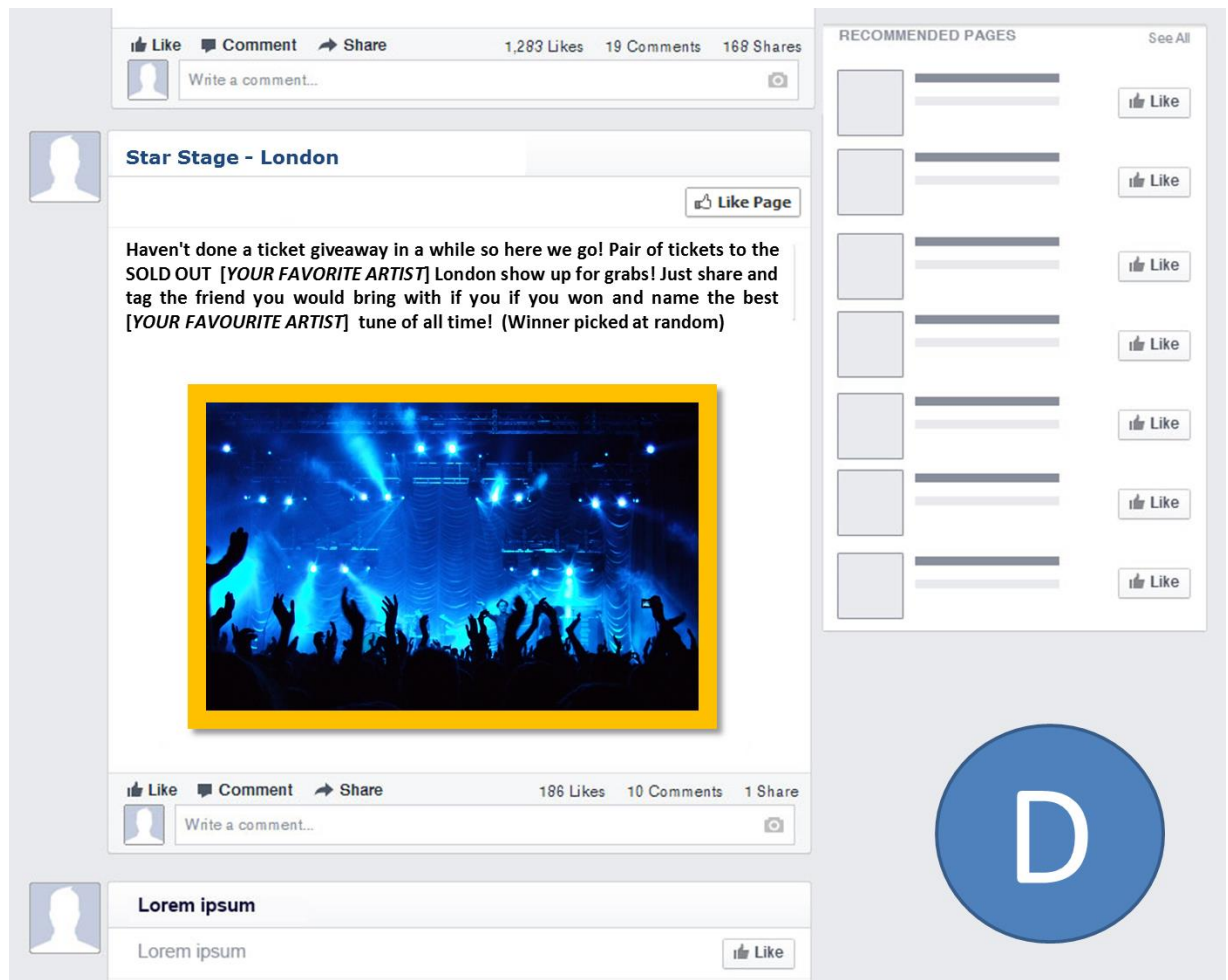 Like Comment Share 1,283 Likes 19 Comments 168 Shares
Write a comment...
RECOMMENDED PAGES See All
Like
Like
Like
Like
Like
Like
Like
Star Stage - London
Like Page
Haven't done a ticket giveaway in a while so here we go! Pair of tickets to the
SOLD OUT [YOUR FAVORITE ARTIST] London show up for grabs! Just share and
tag the friend you would bring with if you if you won and name the best
[YOUR FAVOURITE ARTIST] tune of all time! (Winner picked at random)
Like Comment Share 186 Likes 10 Comments 1 Share
Write a comment...
D
Lorem ipsum
Lorem ipsum Like